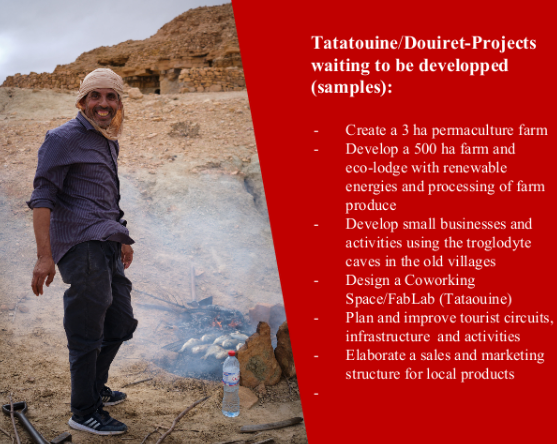 Tatatouine/Douiret-Projects
waiting to be developped
(samples):
- Create a 3 ha permaculture farm
- Develop a 500 ha farm and
eco-lodge with renewable
energies and processing of farm
produce
- Develop small businesses and
activities using the troglodyte
caves in the old villages
- Design a Coworking
Space/FabLab (Tataouine)
- Plan and improve tourist circuits,
infrastructure and activities
- Elaborate a sales and marketing
structure for local products
-